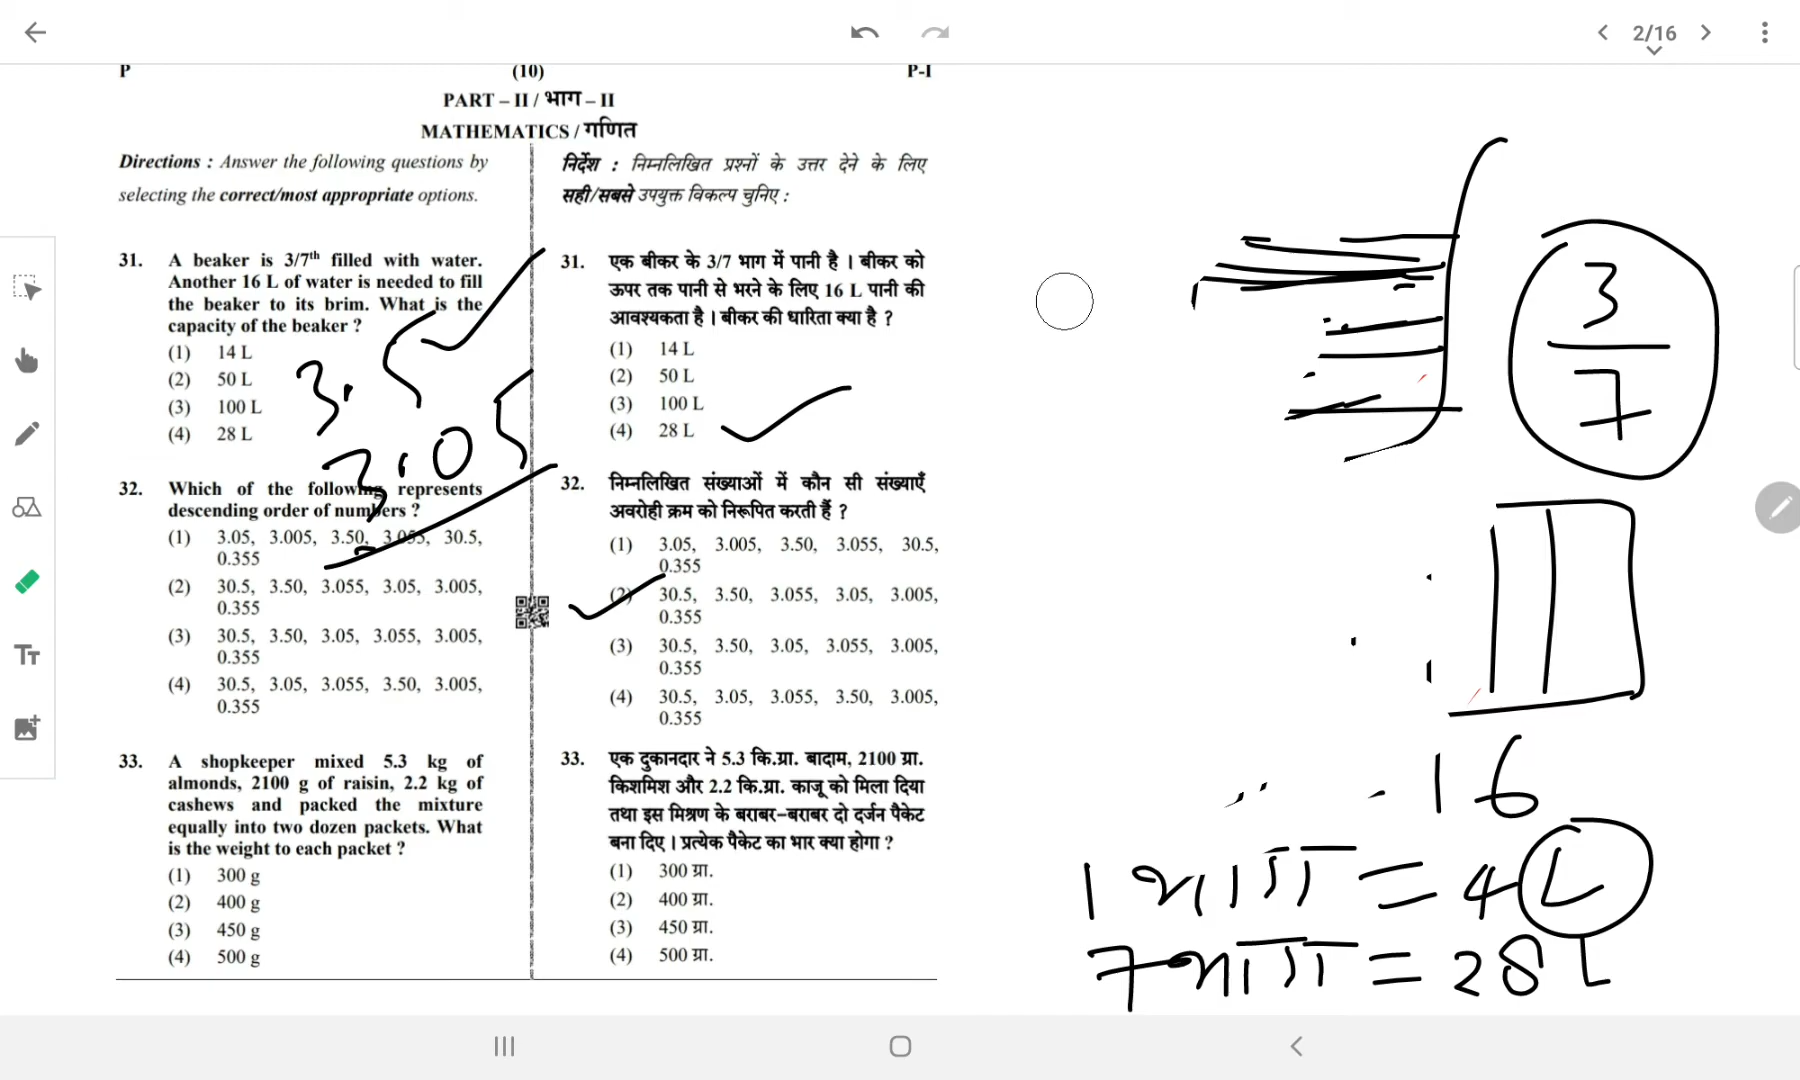 2/16
P (10) P-I
PART – II / भाग – II
MATHEMATICS / गणित
Directions : Answer the following questions by
selecting the correct/most appropriate options.
31. A beaker is 3/7th filled with water.
Another 16 L of water is needed to fill
the beaker to its brim. What is the
capacity of the beaker ?
(1) 14 L
(2) 50 L
(3) 100 L
(4) 28 L
32. Which of the following represents
descending order of numbers ?
(1) 3.05, 3.005, 3.50, 3.055, 30.5,
0.355
(2) 30.5, 3.50, 3.055, 3.05, 3.005,
0.355
(3) 30.5, 3.50, 3.05, 3.055, 3.005,
0.355
(4) 30.5, 3.05, 3.055, 3.50, 3.005,
0.355
33. A shopkeeper mixed 5.3 kg of
almonds, 2100 g of raisin, 2.2 kg of
cashews and packed the mixture
equally into two dozen packets. What
is the weight to each packet ?
(1) 300 g
(2) 400 g
(3) 450 g
(4) 500 g
3.5
3.05
निर्देश : निम्नलिखित प्रश्नों के उत्तर देने के लिए
सही/सबसे उपयुक्त विकल्प चुनिए :
31. एक बीकर के 3/7 भाग में पानी है । बीकर को
ऊपर तक पानी से भरने के लिए 16 L पानी की
आवश्यकता है । बीकर की धारिता क्या है ?
(1) 14 L
(2) 50 L
(3) 100 L
(4) 28 L
32. निम्नलिखित संख्याओं में कौन सी संख्याएँ
अवरोही क्रम को निरूपित करती हैं ?
(1) 3.05, 3.005, 3.50, 3.055, 30.5,
0.355
(2) 30.5, 3.50, 3.055, 3.05, 3.005,
0.355
(3) 30.5, 3.50, 3.05, 3.055, 3.005,
0.355
(4) 30.5, 3.05, 3.055, 3.50, 3.005,
0.355
33. एक दुकानदार ने 5.3 कि.ग्रा. बादाम, 2100 ग्रा.
किशमिश और 2.2 कि.ग्रा. काजू को मिला दिया
तथा इस मिश्रण के बराबर-बराबर दो दर्जन पैकेट
बना दिए । प्रत्येक पैकेट का भार क्या होगा ?
(1) 300 ग्रा.
(2) 400 ग्रा.
(3) 450 ग्रा.
(4) 500 ग्रा.
3
7
16
1 भाग = 4L
7 भाग = 28 L
Tт